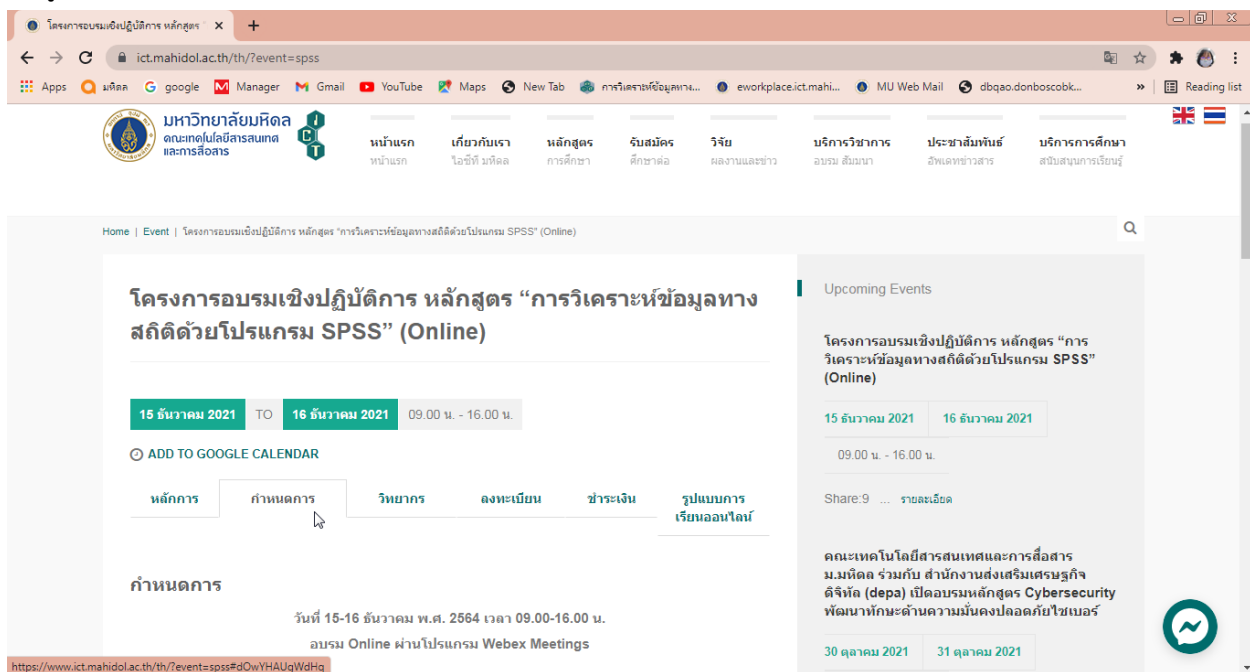 โครงการอบรมเชิงปฏิบัติการ หลักสูตร
ict.mahidol.ac.th/th/?event=spss
Apps มหิดล google Manager Gmail YouTube Maps New Tab การวิเคราะห์ข้อมูลทาง... eworkplace.ict.mahi... MU Web Mail dbqao.donboscobk... » Reading list
มหาวิทยาลัยมหิดล
คณะเทคโนโลยีสารสนเทศ
และการสื่อสาร
ICT
หน้าแรก เกี่ยวกับเรา หลักสูตร รับสมัคร วิจัย บริการวิชาการ ประชาสัมพันธ์ บริการการศึกษา
หน้าแรก ไอซีที มหิดล การศึกษา ศึกษาต่อ ผลงานและข่าว อบรม สัมมนา อัพเดทข่าวสาร สนับสนุนการเรียนรู้
Home | Event | โครงการอบรมเชิงปฏิบัติการ หลักสูตร “การวิเคราะห์ข้อมูลทางสถิติด้วยโปรแกรม SPSS” (Online)
โครงการอบรมเชิงปฏิบัติการ หลักสูตร “การวิเคราะห์ข้อมูลทาง
สถิติด้วยโปรแกรม SPSS” (Online)
15 ธันวาคม 2021 TO 16 ธันวาคม 2021 09.00 น. - 16.00 น.
ADD TO GOOGLE CALENDAR
หลักการ กำหนดการ วิทยากร ลงทะเบียน ชำระเงิน รูปแบบการ
เรียนออนไลน์
กำหนดการ
วันที่ 15-16 ธันวาคม พ.ศ. 2564 เวลา 09.00-16.00 น.
อบรม Online ผ่านโปรแกรม Webex Meetings
Upcoming Events
โครงการอบรมเชิงปฏิบัติการ หลักสูตร “การ
วิเคราะห์ข้อมูลทางสถิติด้วยโปรแกรม SPSS”
(Online)
15 ธันวาคม 2021 16 ธันวาคม 2021
09.00 น. - 16.00 น.
Share:9 ... รายละเอียด
คณะเทคโนโลยีสารสนเทศและการสื่อสาร
ม.มหิดล ร่วมกับ สำนักงานส่งเสริมเศรษฐกิจ
ดิจิทัล (depa) เปิดอบรมหลักสูตร Cybersecurity
พัฒนาทักษะด้านความมั่นคงปลอดภัยไซเบอร์
30 ตุลาคม 2021 31 ตุลาคม 2021
https://www.ict.mahidol.ac.th/th/?event=spss#dOwYHAUqWdHq